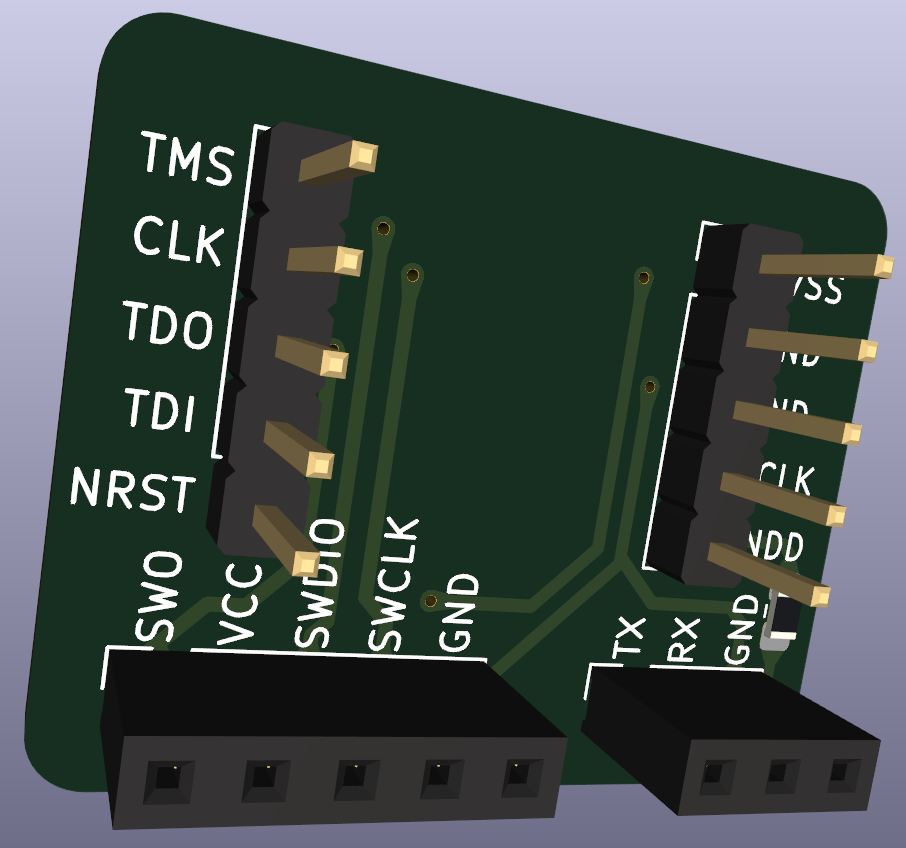 TMS
CLK
TDO
TDI
NRST
SWO
VCC
SWDIO
SWCLK
GND
TX
RX
GND